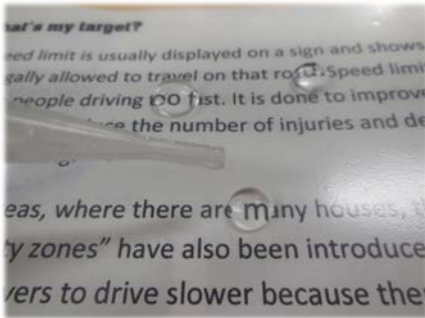 hat's my target?
eed limit is usually displayed on a sign and shows
gally allowed to travel on that road. Speed limi
people driving too fast. It is done to improve
the number of injuries and de
eas, where there are many houses,
ty zones" have also been introduce
vers to drive slower because the